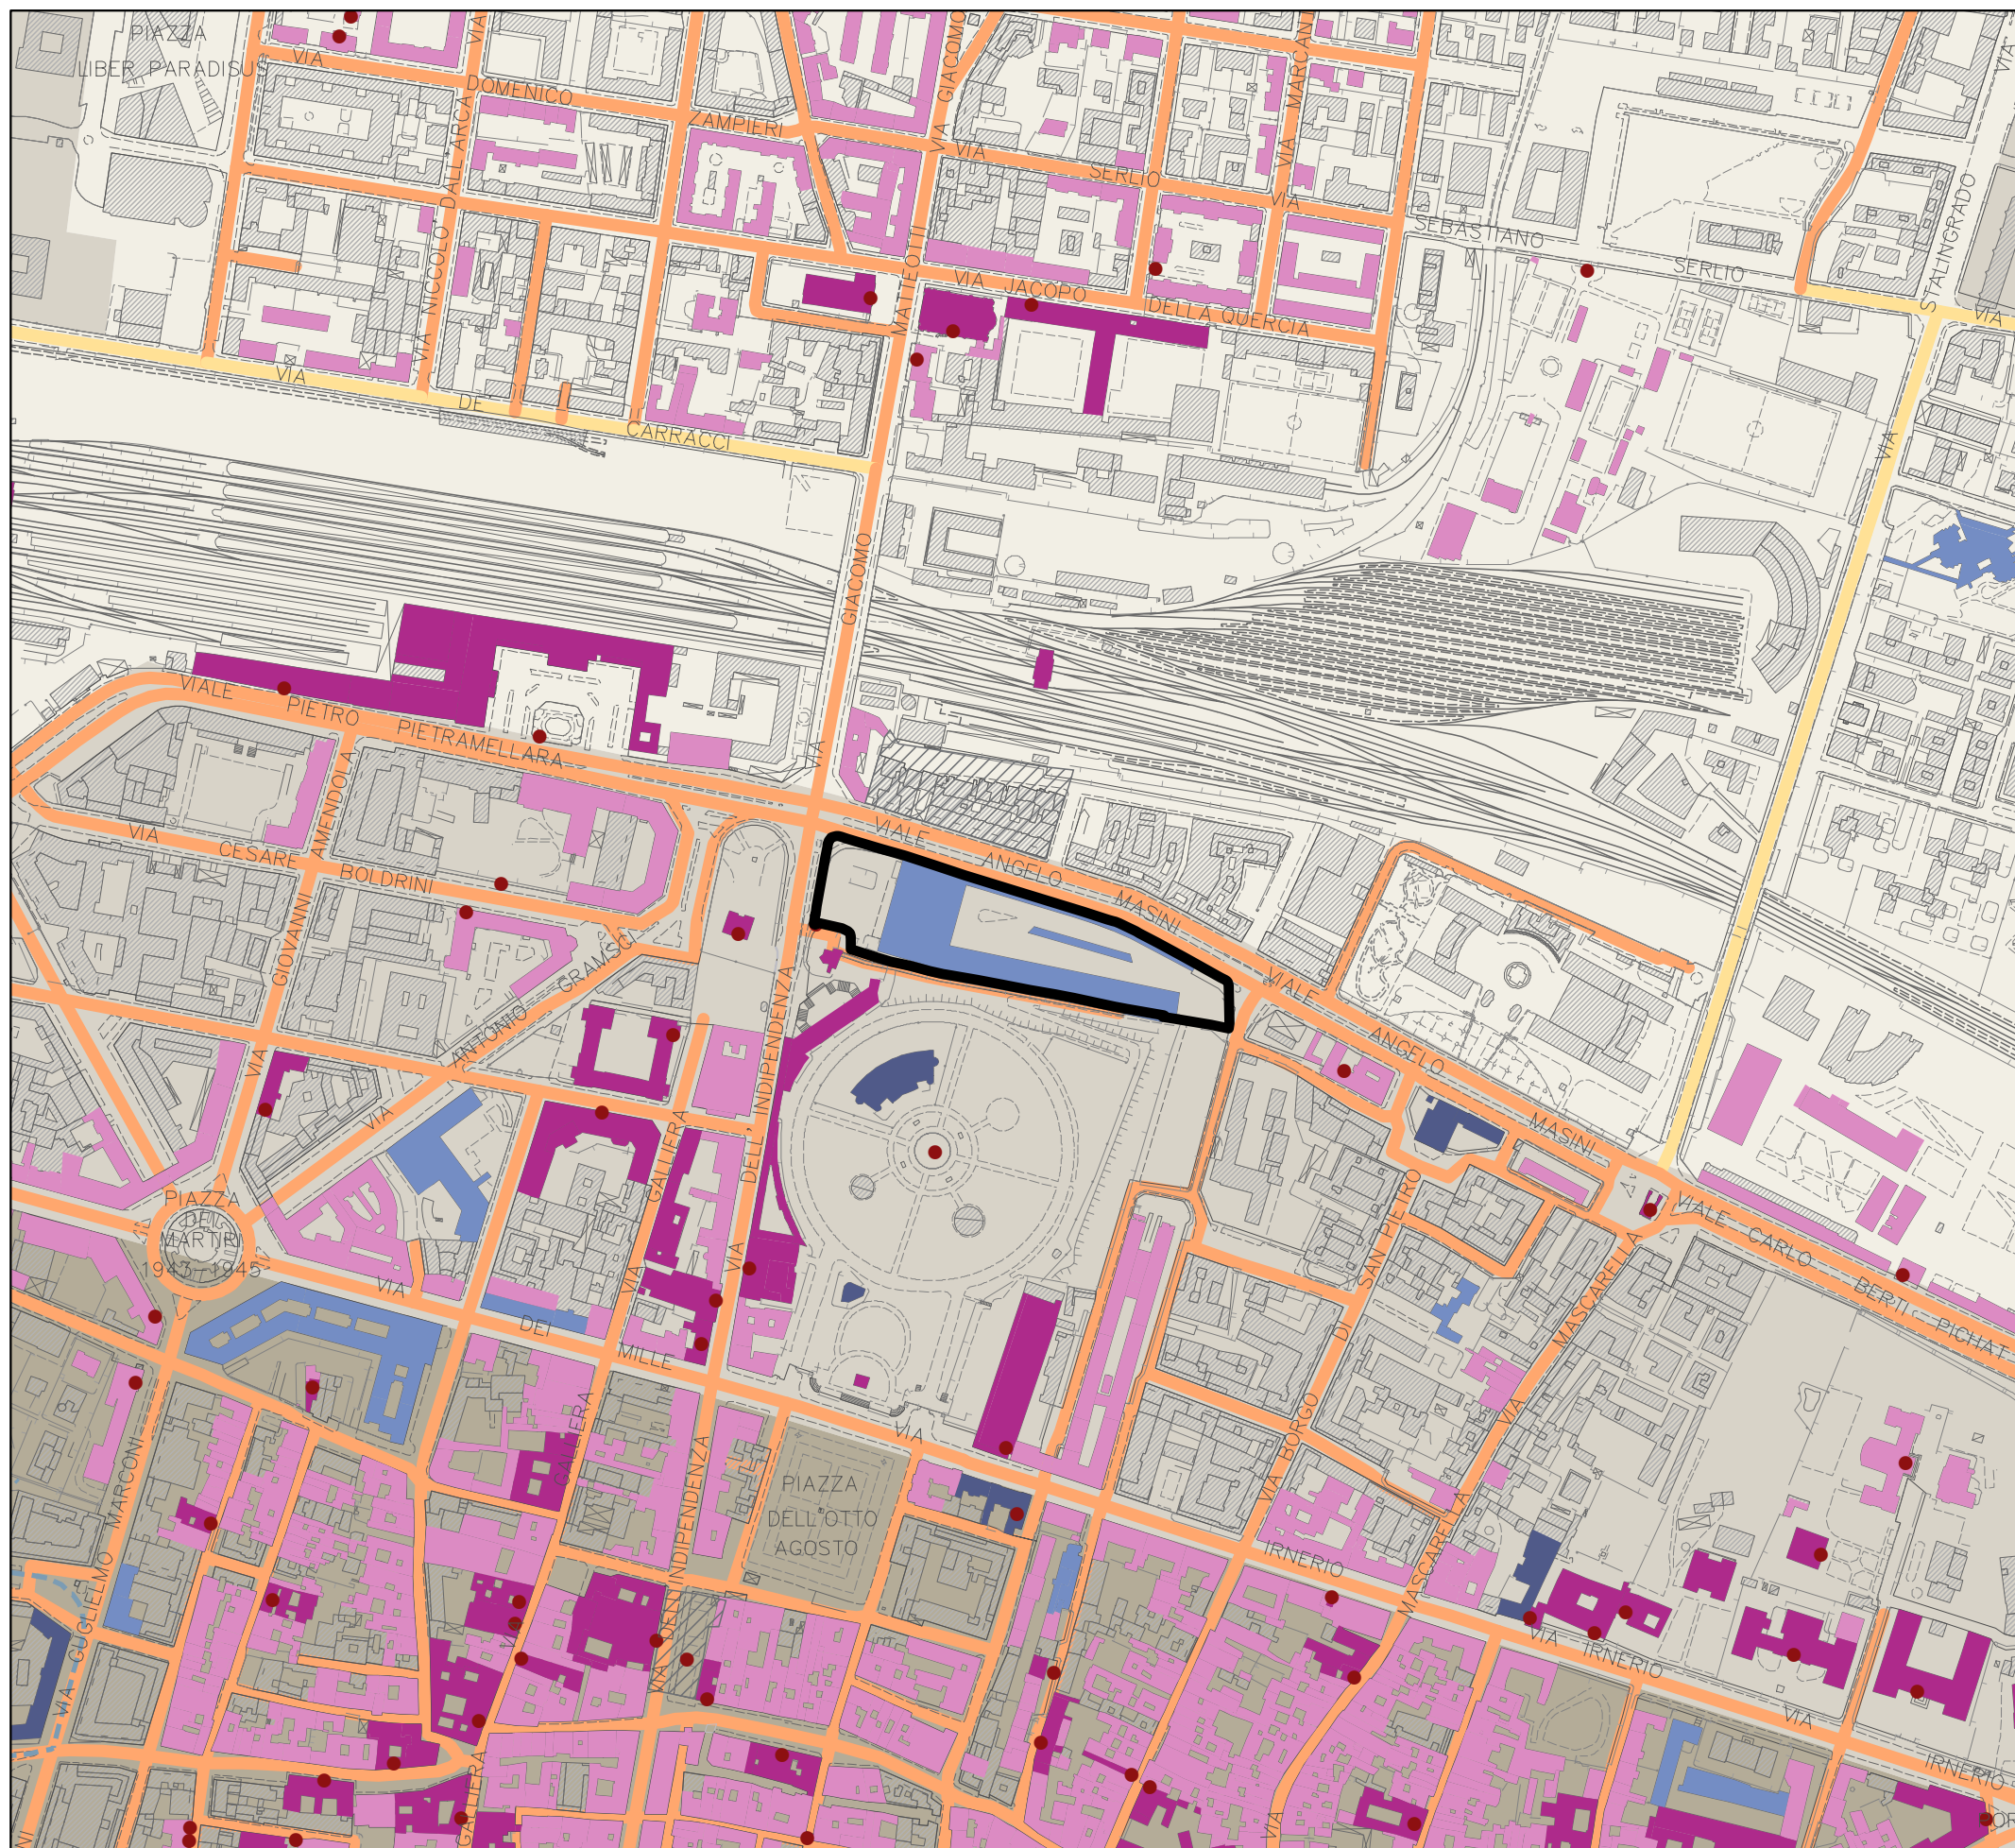 PIAZZA
LIBER PARADISUS
VIA
DOMENICO
ZAMPIERI
VIA
NICCOLO' DALL'ARCA
VIA
VIA
GIACOMO
VIA
MATTEOTTI
VIA
SERLIO
VIA
VIA
SEBASTIANO
SERLIO
VIA
STALINGRADO
VIA
VIA JACOPO DELLA QUERCIA
VIA
DE
CARRACCI
GIACOMO
VIA
VIALE
PIETRO
PIETRAMELLARA
VIA
CESARE
BOLDRINI
VIA
GIOVANNI
AMENDOLA
VIALE
ANGELO
MASINI
VIA
ANTONIO
GRAMSCI
VIALE
ANGELO
MASINI
VIA
DELL'INDIPENDENZA
VIA
GALLIERA
PIAZZA
DEI
MARTIRI
1943-1945
VIA
DEI
MILLE
VIA
IRNERIO
VIA BORGO
DI
SAN PIETRO
VIA
MASCARELLA
MASCARELLA
VIALE
CARLO
BERTI-PICHAT
PIAZZA
DELL'OTTO
AGOSTO
GALLIERA
VIA
DELL'INDIPENDENZA
VIA
GUGLIELMO
MARCONI
VIA
IRNERIO
VIA
IRNERIO
GALLIERA
VIA